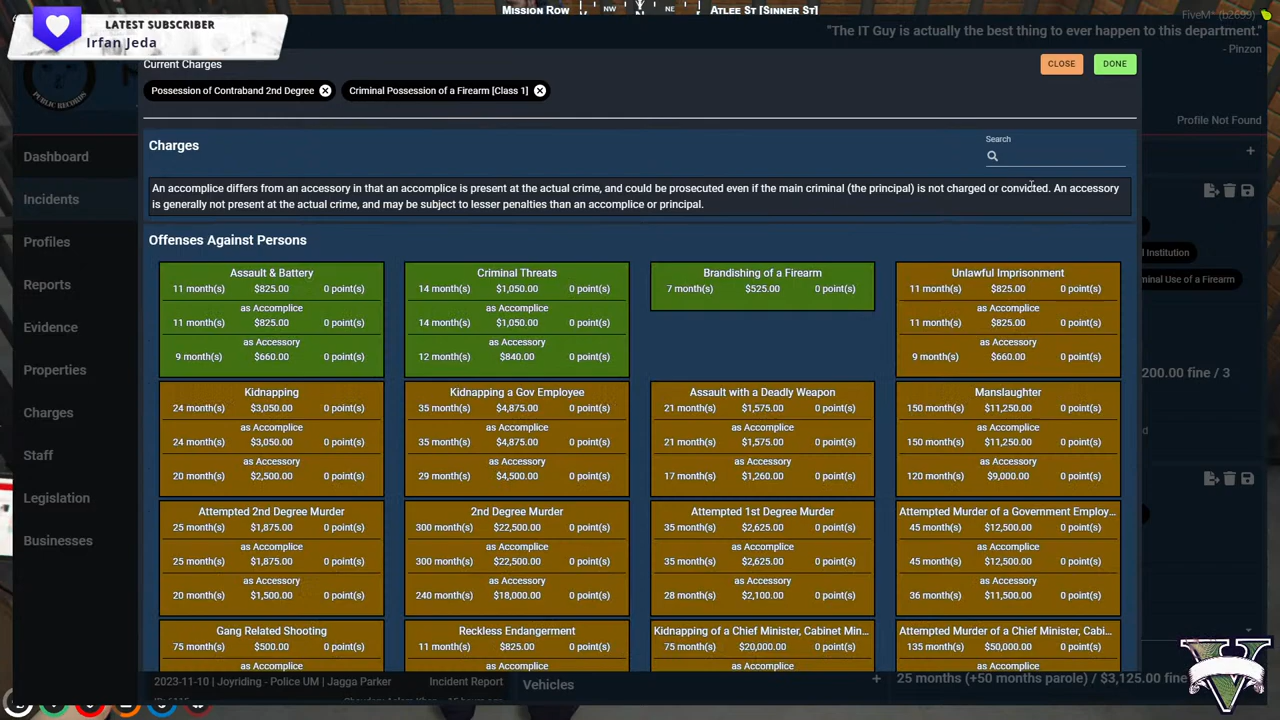 Mission Row
NW
N
NE
Atlee St [Sinner St]
FiveM* (b2699)
LATEST SUBSCRIBER
Irfan Jeda
"The IT Guy is actually the best thing to ever happen to this department."
- Pinzon
PUBLIC RECORDS
Current Charges
CLOSE
DONE
Possession of Contraband 2nd Degree
Criminal Possession of a Firearm [Class 1]
Profile Not Found
Dashboard
Incidents
Profiles
Reports
Evidence
Properties
Charges
Staff
Legislation
Businesses
Charges
Search
An accomplice differs from an accessory in that an accomplice is present at the actual crime, and could be prosecuted even if the main criminal (the principal) is not charged or convicted. An accessory
is generally not present at the actual crime, and may be subject to lesser penalties than an accomplice or principal.
Offenses Against Persons
Assault & Battery
11 month(s) $825.00 0 point(s)
as Accomplice
11 month(s) $825.00 0 point(s)
as Accessory
9 month(s) $660.00 0 point(s)
Criminal Threats
14 month(s) $1,050.00 0 point(s)
as Accomplice
14 month(s) $1,050.00 0 point(s)
as Accessory
12 month(s) $840.00 0 point(s)
Brandishing of a Firearm
7 month(s) $525.00 0 point(s)
Unlawful Imprisonment
11 month(s) $825.00 0 point(s)
as Accomplice
11 month(s) $825.00 0 point(s)
as Accessory
9 month(s) $660.00 0 point(s)
Kidnapping
24 month(s) $3,050.00 0 point(s)
as Accomplice
24 month(s) $3,050.00 0 point(s)
as Accessory
20 month(s) $2,500.00 0 point(s)
Kidnapping a Gov Employee
35 month(s) $4,875.00 0 point(s)
as Accomplice
35 month(s) $4,875.00 0 point(s)
as Accessory
29 month(s) $4,500.00 0 point(s)
Assault with a Deadly Weapon
21 month(s) $1,575.00 0 point(s)
as Accomplice
21 month(s) $1,575.00 0 point(s)
as Accessory
17 month(s) $1,260.00 0 point(s)
Manslaughter
150 month(s) $11,250.00 0 point(s)
as Accomplice
150 month(s) $11,250.00 0 point(s)
as Accessory
120 month(s) $9,000.00 0 point(s)
Attempted 2nd Degree Murder
25 month(s) $1,875.00 0 point(s)
as Accomplice
25 month(s) $1,875.00 0 point(s)
as Accessory
20 month(s) $1,500.00 0 point(s)
2nd Degree Murder
300 month(s) $22,500.00 0 point(s)
as Accomplice
300 month(s) $22,500.00 0 point(s)
as Accessory
240 month(s) $18,000.00 0 point(s)
Attempted 1st Degree Murder
35 month(s) $2,625.00 0 point(s)
as Accomplice
35 month(s) $2,625.00 0 point(s)
as Accessory
28 month(s) $2,100.00 0 point(s)
Attempted Murder of a Government Employ...
45 month(s) $12,500.00 0 point(s)
as Accomplice
45 month(s) $12,500.00 0 point(s)
as Accessory
36 month(s) $11,500.00 0 point(s)
Gang Related Shooting
75 month(s) $500.00 0 point(s)
as Accomplice
Reckless Endangerment
11 month(s) $825.00 0 point(s)
as Accomplice
Kidnapping of a Chief Minister, Cabinet Min...
75 month(s) $20,000.00 0 point(s)
as Accomplice
Attempted Murder of a Chief Minister, Cabi...
135 month(s) $50,000.00 0 point(s)
as Accomplice
l Institution
minal Use of a Firearm
200.00 fine / 3
2023-11-10 | Joyriding - Police UM | Jagga Parker
Incident Report
Vehicles
25 months (+50 months parole) / $3,125.00 fine